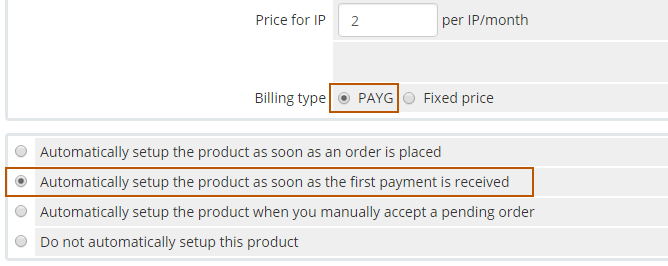 Price for IP 2 per IP/month
Billing type PAYG Fixed price
Automatically setup the product as soon as an order is placed
Automatically setup the product as soon as the first payment is received
Automatically setup the product when you manually accept a pending order
Do not automatically setup this product